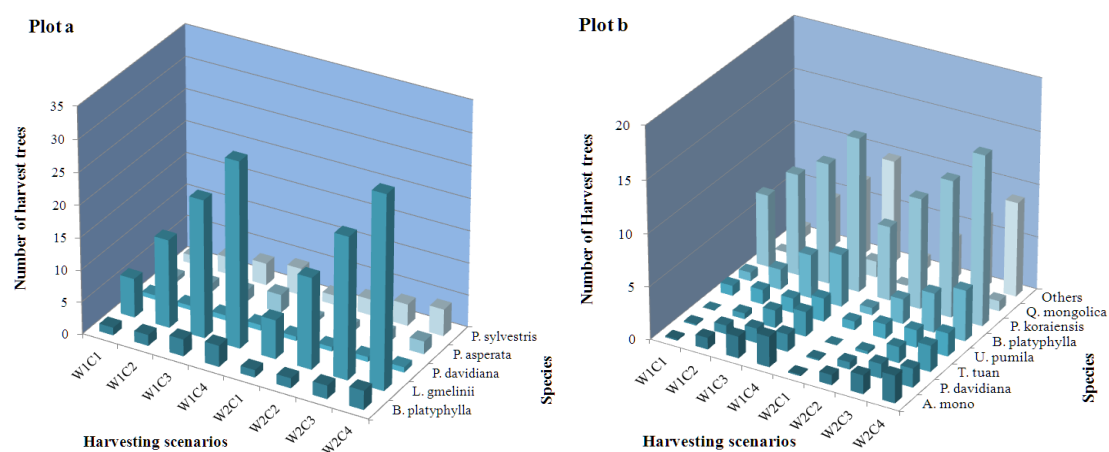 Plot a
Number of harvest trees
35
30
25
20
15
10
5
0
W1C1
W1C2
W1C3
W1C4
W2C1
W2C2
W2C3
W2C4
Harvesting scenarios
P. sylvestris
P. asperata
P. davidiana
L. gmelinii
B. platyphylla
Species
Plot b
Number of Harvest trees
20
15
10
5
0
W1C1
W1C2
W1C3
W1C4
W2C1
W2C2
W2C3
W2C4
Harvesting scenarios
Others
Q. mongolica
P. koraiensis
B. platyphylla
U. pumila
T. tuan
P. davidiana
A. mono
Species